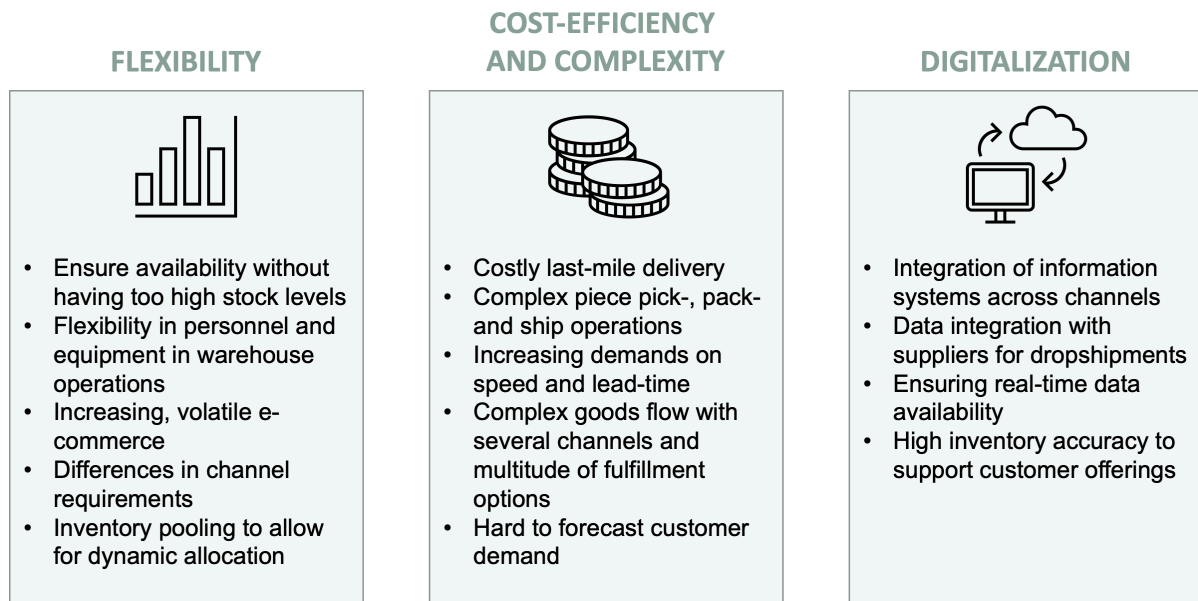 FLEXIBILITY
• Ensure availability without
having too high stock levels
• Flexibility in personnel and
equipment in warehouse
operations
• Increasing, volatile e-
commerce
• Differences in channel
requirements
• Inventory pooling to allow
for dynamic allocation
COST-EFFICIENCY
AND COMPLEXITY
• Costly last-mile delivery
• Complex piece pick-, pack-
and ship operations
• Increasing demands on
speed and lead-time
• Complex goods flow with
several channels and
multitude of fulfillment
options
• Hard to forecast customer
demand
DIGITALIZATION
• Integration of information
systems across channels
• Data integration with
suppliers for dropshipments
• Ensuring real-time data
availability
• High inventory accuracy to
support customer offerings